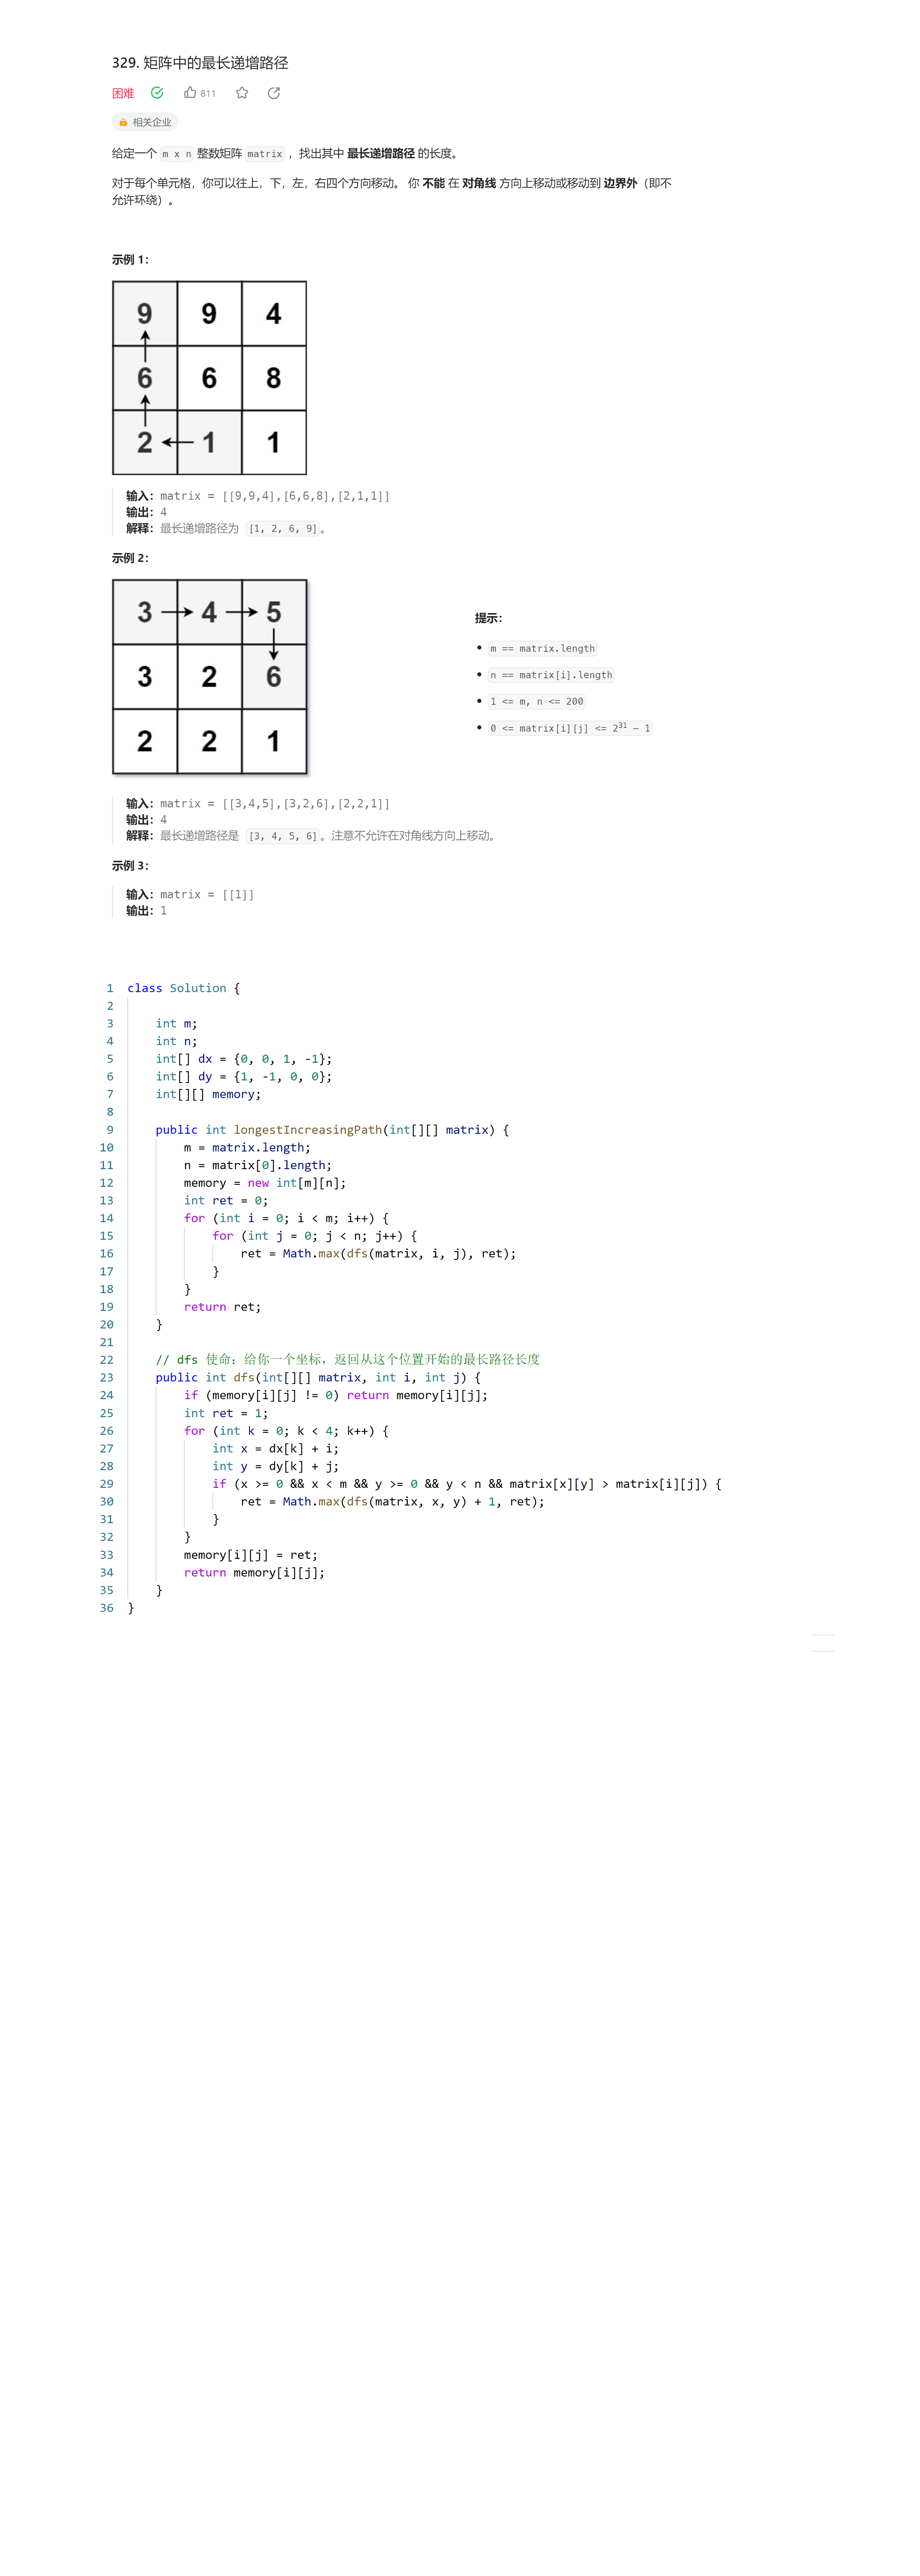 329. 矩阵中的最长递增路径
困难 811
相关企业
给定一个 m x n 整数矩阵 matrix ，找出其中 最长递增路径 的长度。
对于每个单元格，你可以往上，下，左，右四个方向移动。 你 不能 在 对角线 方向上移动或移动到 边界外（即不
允许环绕）。
示例 1：
9 9 4
6 6 8
2 1 1
输入：matrix = [[9,9,4],[6,6,8],[2,1,1]]
输出：4
解释：最长递增路径为 [1, 2, 6, 9]。
示例 2：
3 4 5
3 2 6
2 2 1
提示：
m == matrix.length
n == matrix[i].length
1 <= m, n <= 200
0 <= matrix[i][j] <= 2^31 - 1
输入：matrix = [[3,4,5],[3,2,6],[2,2,1]]
输出：4
解释：最长递增路径是 [3, 4, 5, 6]。注意不允许在对角线方向上移动。
示例 3：
输入：matrix = [[1]]
输出：1
1 class Solution {
2
3     int m;
4     int n;
5     int[] dx = {0, 0, 1, -1};
6     int[] dy = {1, -1, 0, 0};
7     int[][] memory;
8
9     public int longestIncreasingPath(int[][] matrix) {
10         m = matrix.length;
11         n = matrix[0].length;
12         memory = new int[m][n];
13         int ret = 0;
14         for (int i = 0; i < m; i++) {
15             for (int j = 0; j < n; j++) {
16                 ret = Math.max(dfs(matrix, i, j), ret);
17             }
18         }
19         return ret;
20     }
21
22     // dfs 使命：给你一个坐标，返回从这个位置开始的最长路径长度
23     public int dfs(int[][] matrix, int i, int j) {
24         if (memory[i][j] != 0) return memory[i][j];
25         int ret = 1;
26         for (int k = 0; k < 4; k++) {
27             int x = dx[k] + i;
28             int y = dy[k] + j;
29             if (x >= 0 && x < m && y >= 0 && y < n && matrix[x][y] > matrix[i][j]) {
30                 ret = Math.max(dfs(matrix, x, y) + 1, ret);
31             }
32         }
33         memory[i][j] = ret;
34         return memory[i][j];
35     }
36 }